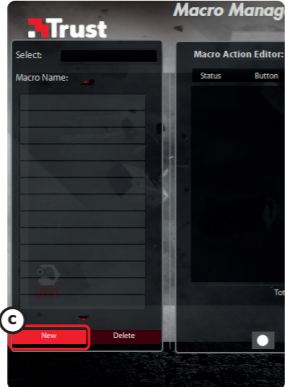 Macro Manag
Trust
Select:
Macro Action Editor:
Status Button
Macro Name:
Tot
C
New Delete